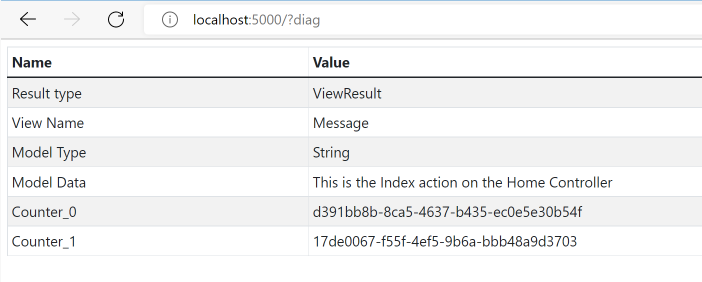 localhost:5000/?diag
Name Value
Result type ViewResult
View Name Message
Model Type String
Model Data This is the Index action on the Home Controller
Counter_0 d391bb8b-8ca5-4637-b435-ec0e5e30b54f
Counter_1 17de0067-f55f-4ef5-9b6a-bbb48a9d3703